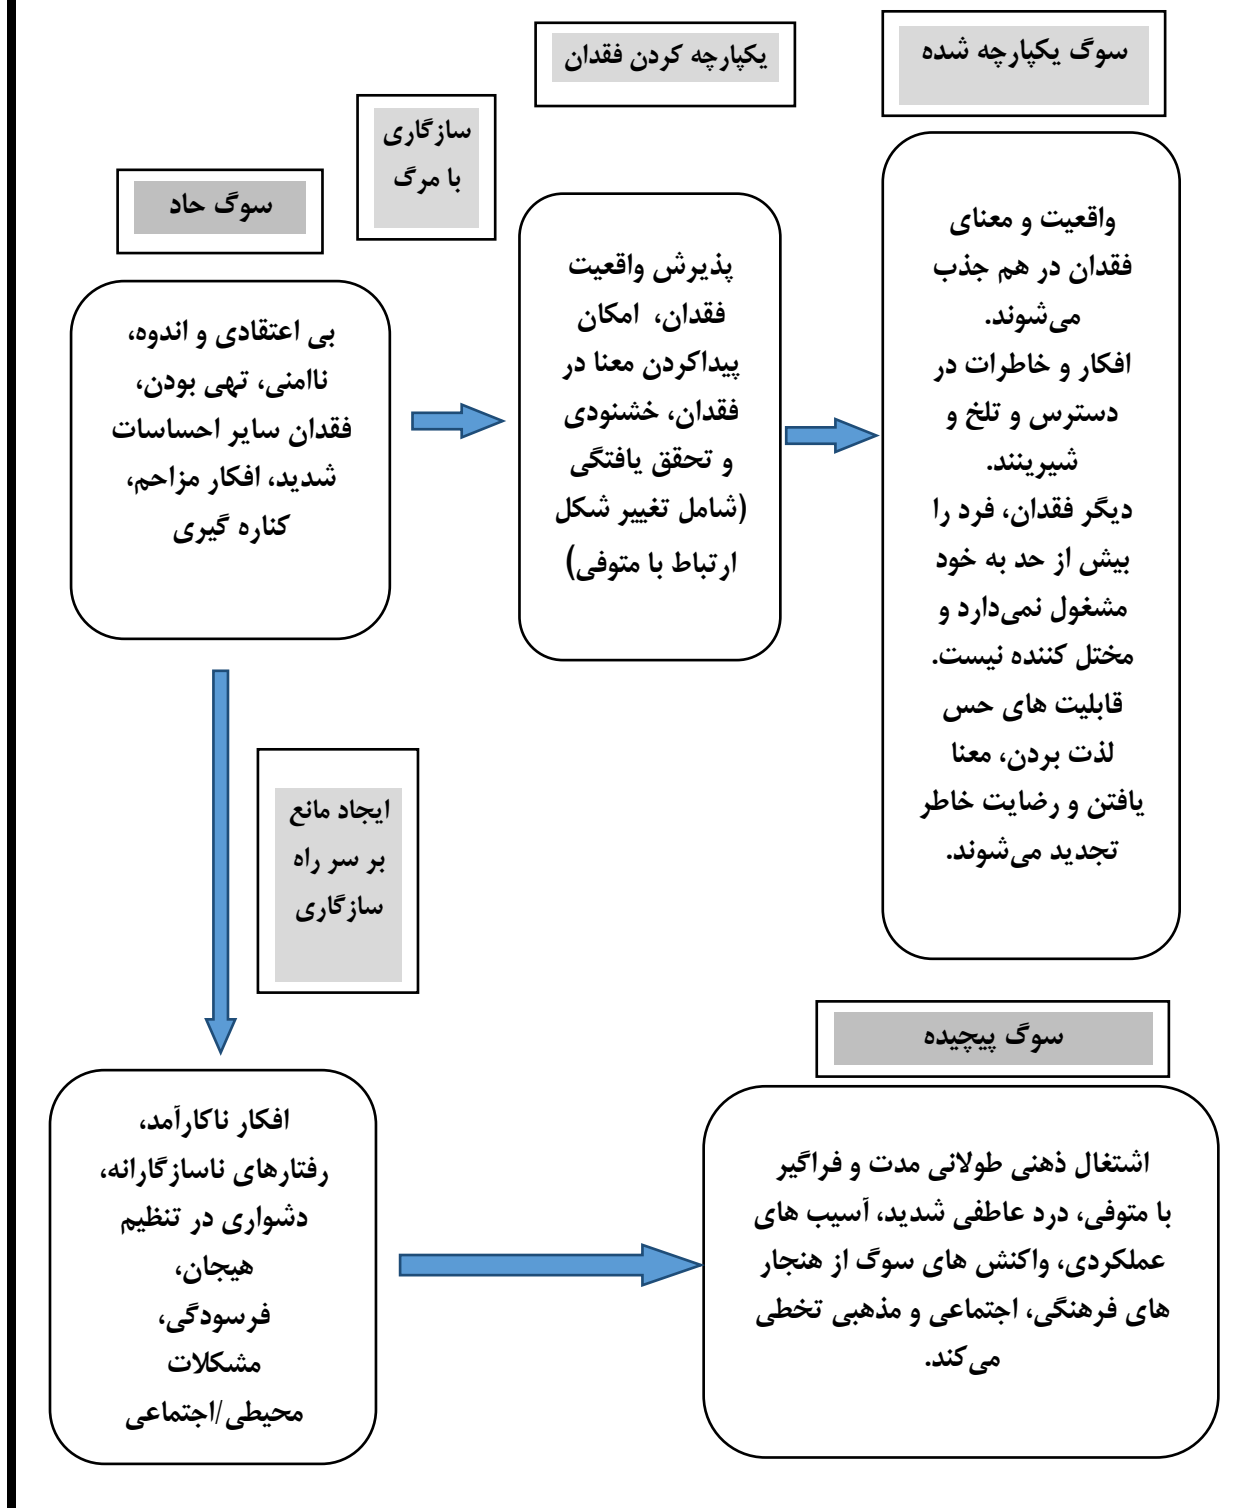 سوگ حاد
بی اعتقادی و اندوه،
ناامنی، تهی بودن،
فقدان سایر احساسات
شدید، افکار مزاحم،
کناره گیری
سازگاری
با مرگ
یکپارچه کردن فقدان
پذیرش واقعیت
فقدان، امکان
پیداکردن معنا در
فقدان، خشنودی
و تحقق یافتگی
(شامل تغییر شکل
ارتباط با متوفی)
سوگ یکپارچه شده
واقعیت و معنای
فقدان در هم جذب
می‌شوند.
افکار و خاطرات در
دسترس و تلخ و
شیرینند.
دیگر فقدان، فرد را
بیش از حد به خود
مشغول نمی‌دارد و
مختل کننده نیست.
قابلیت های حس
لذت بردن، معنا
یافتن و رضایت خاطر
تجدید می‌شوند.
ایجاد مانع
بر سر راه
سازگاری
افکار ناکارآمد،
رفتارهای ناسازگارانه،
دشواری در تنظیم
هیجان،
فرسودگی،
مشکلات
محیطی/اجتماعی
سوگ پیچیده
اشتغال ذهنی طولانی مدت و فراگیر
با متوفی، درد عاطفی شدید، آسیب های
عملکردی، واکنش های سوگ از هنجار
های فرهنگی، اجتماعی و مذهبی تخطی
می‌کند.